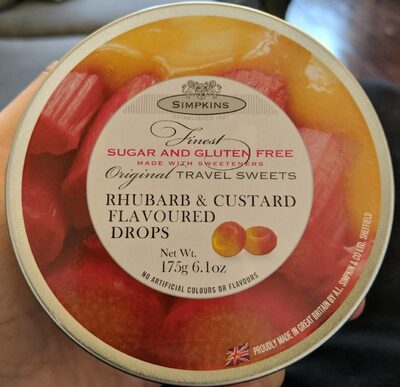 SIMPKINS
ESTABLISHED 1921
Finest
SUGAR AND GLUTEN FREE
MADE WITH SWEETENERS
Original TRAVEL SWEETS
RHUBARB & CUSTARD
FLAVOURED
DROPS
Net Wt.
175g 6.1oz
NO ARTIFICIAL COLOURS OR FLAVOURS
PROUDLY MADE IN GREAT BRITAIN BY A.L. SIMPKIN & CO LTD. SHEFFIELD